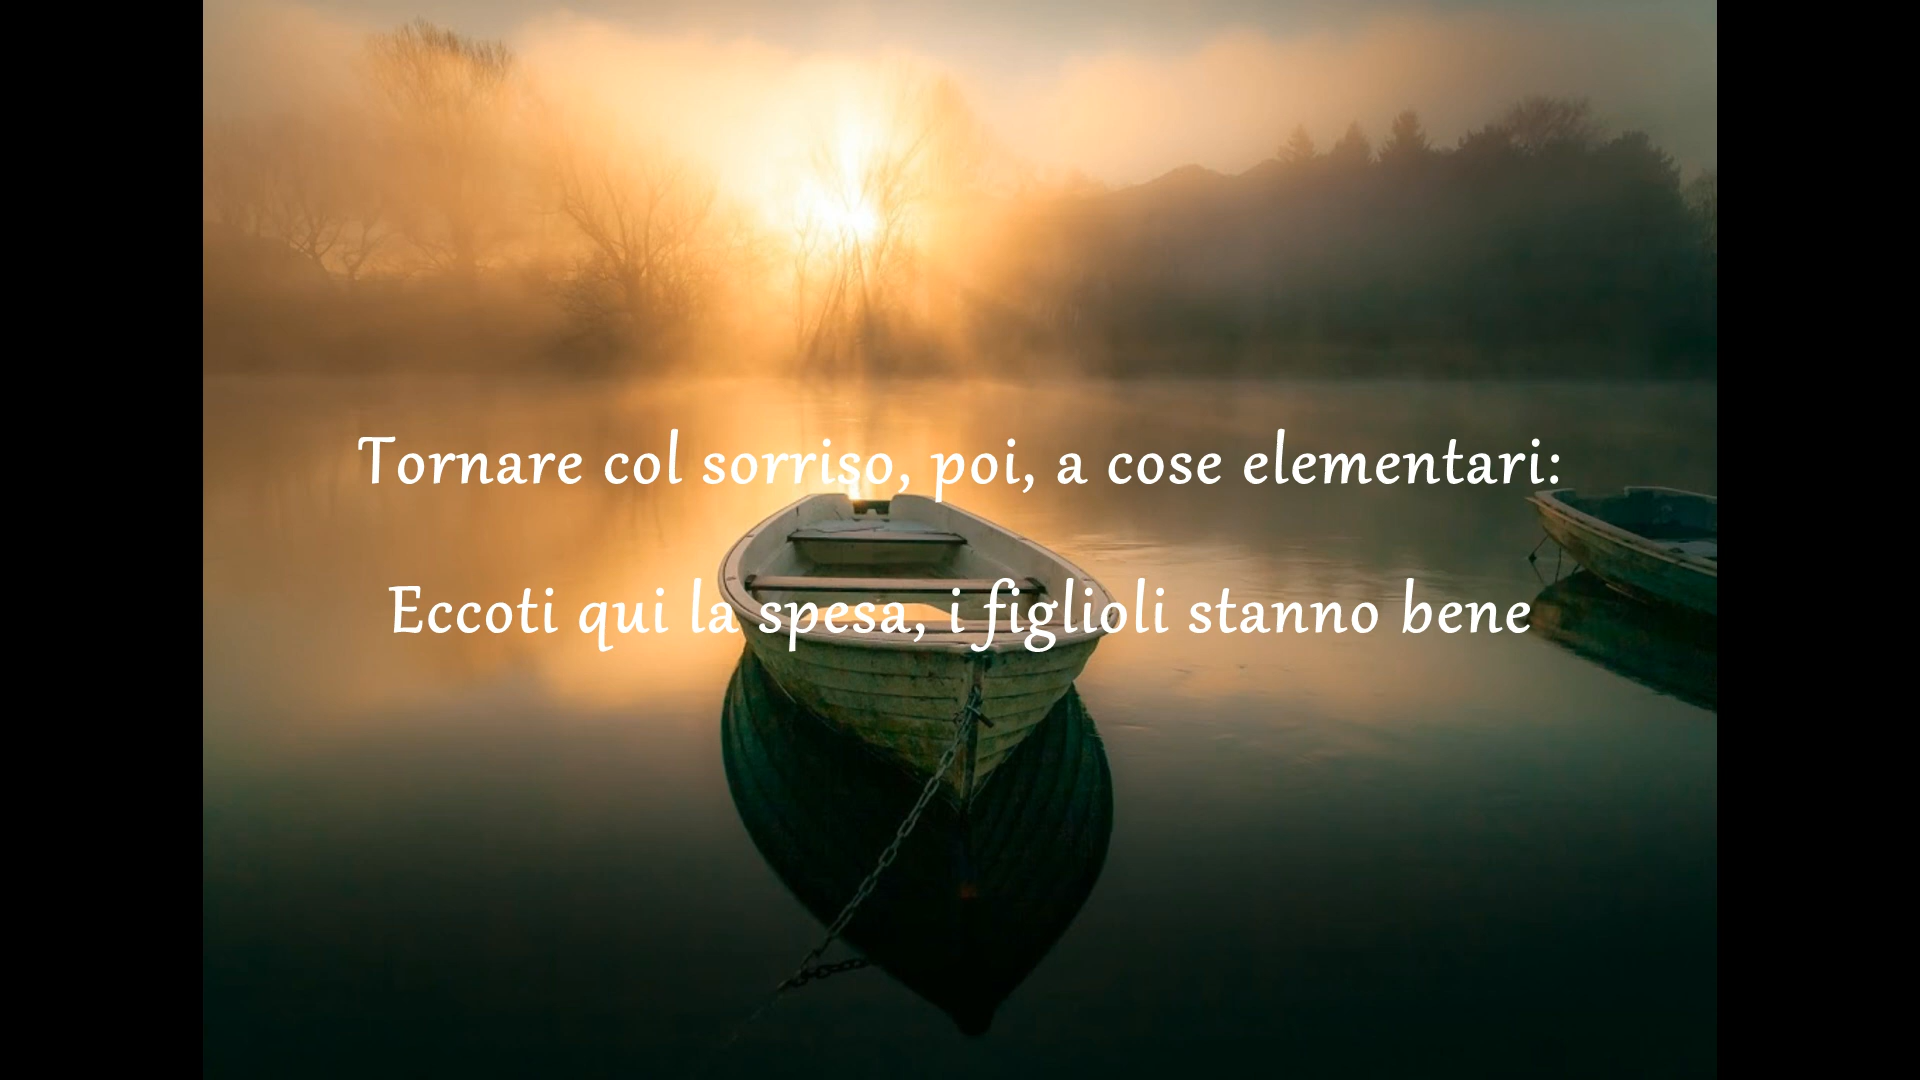 Tornare col sorriso, poi, a cose elementari:
Eccoti qui la spesa, i figlioli stanno bene